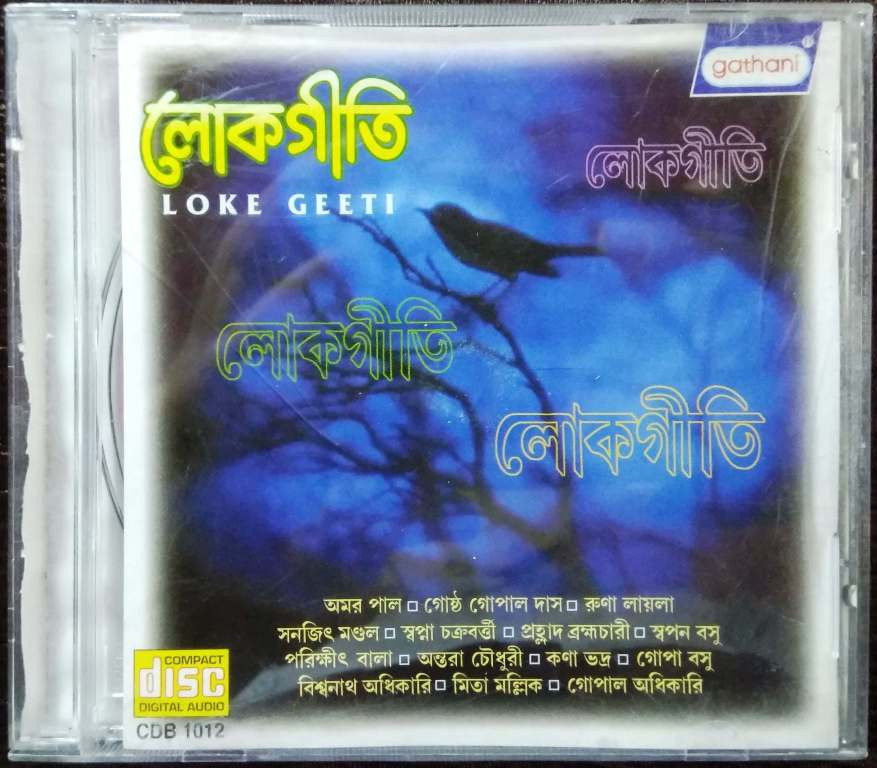 gathani
®
লোকগীতি
LOKE GEETI
লোকগীতি
লোকগীতি
লোকগীতি
অমর পাল □ গোষ্ঠ গোপাল দাস □ রুণা লায়লা
সনজিৎ মণ্ডল □ স্বপ্না চক্রবর্ত্তী □ প্রহ্লাদ ব্রহ্মচারী □ স্বপন বসু
পরিক্ষীৎ বালা □ অন্তরা চৌধুরী □ কণা ভদ্র □ গোপা বসু
বিশ্বনাথ অধিকারি □ মিতা মল্লিক □ গোপাল অধিকারি
COMPACT
disc
DIGITAL AUDIO
CDB 1012